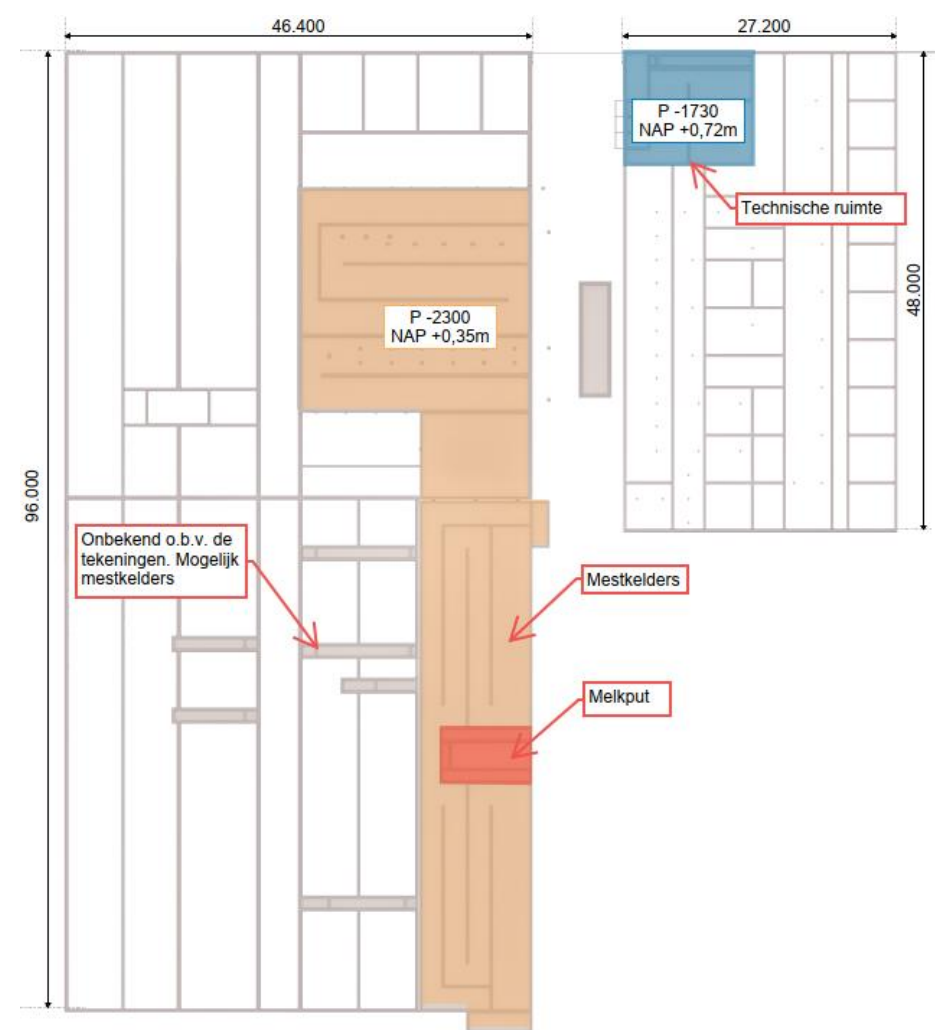 46.400
27.200
P -1730
NAP +0,72m
Technische ruimte
48.000
P -2300
NAP +0,35m
96.000
Onbekend o.b.v. de
tekeningen. Mogelijk
mestkelders
Mestkelders
Melkput